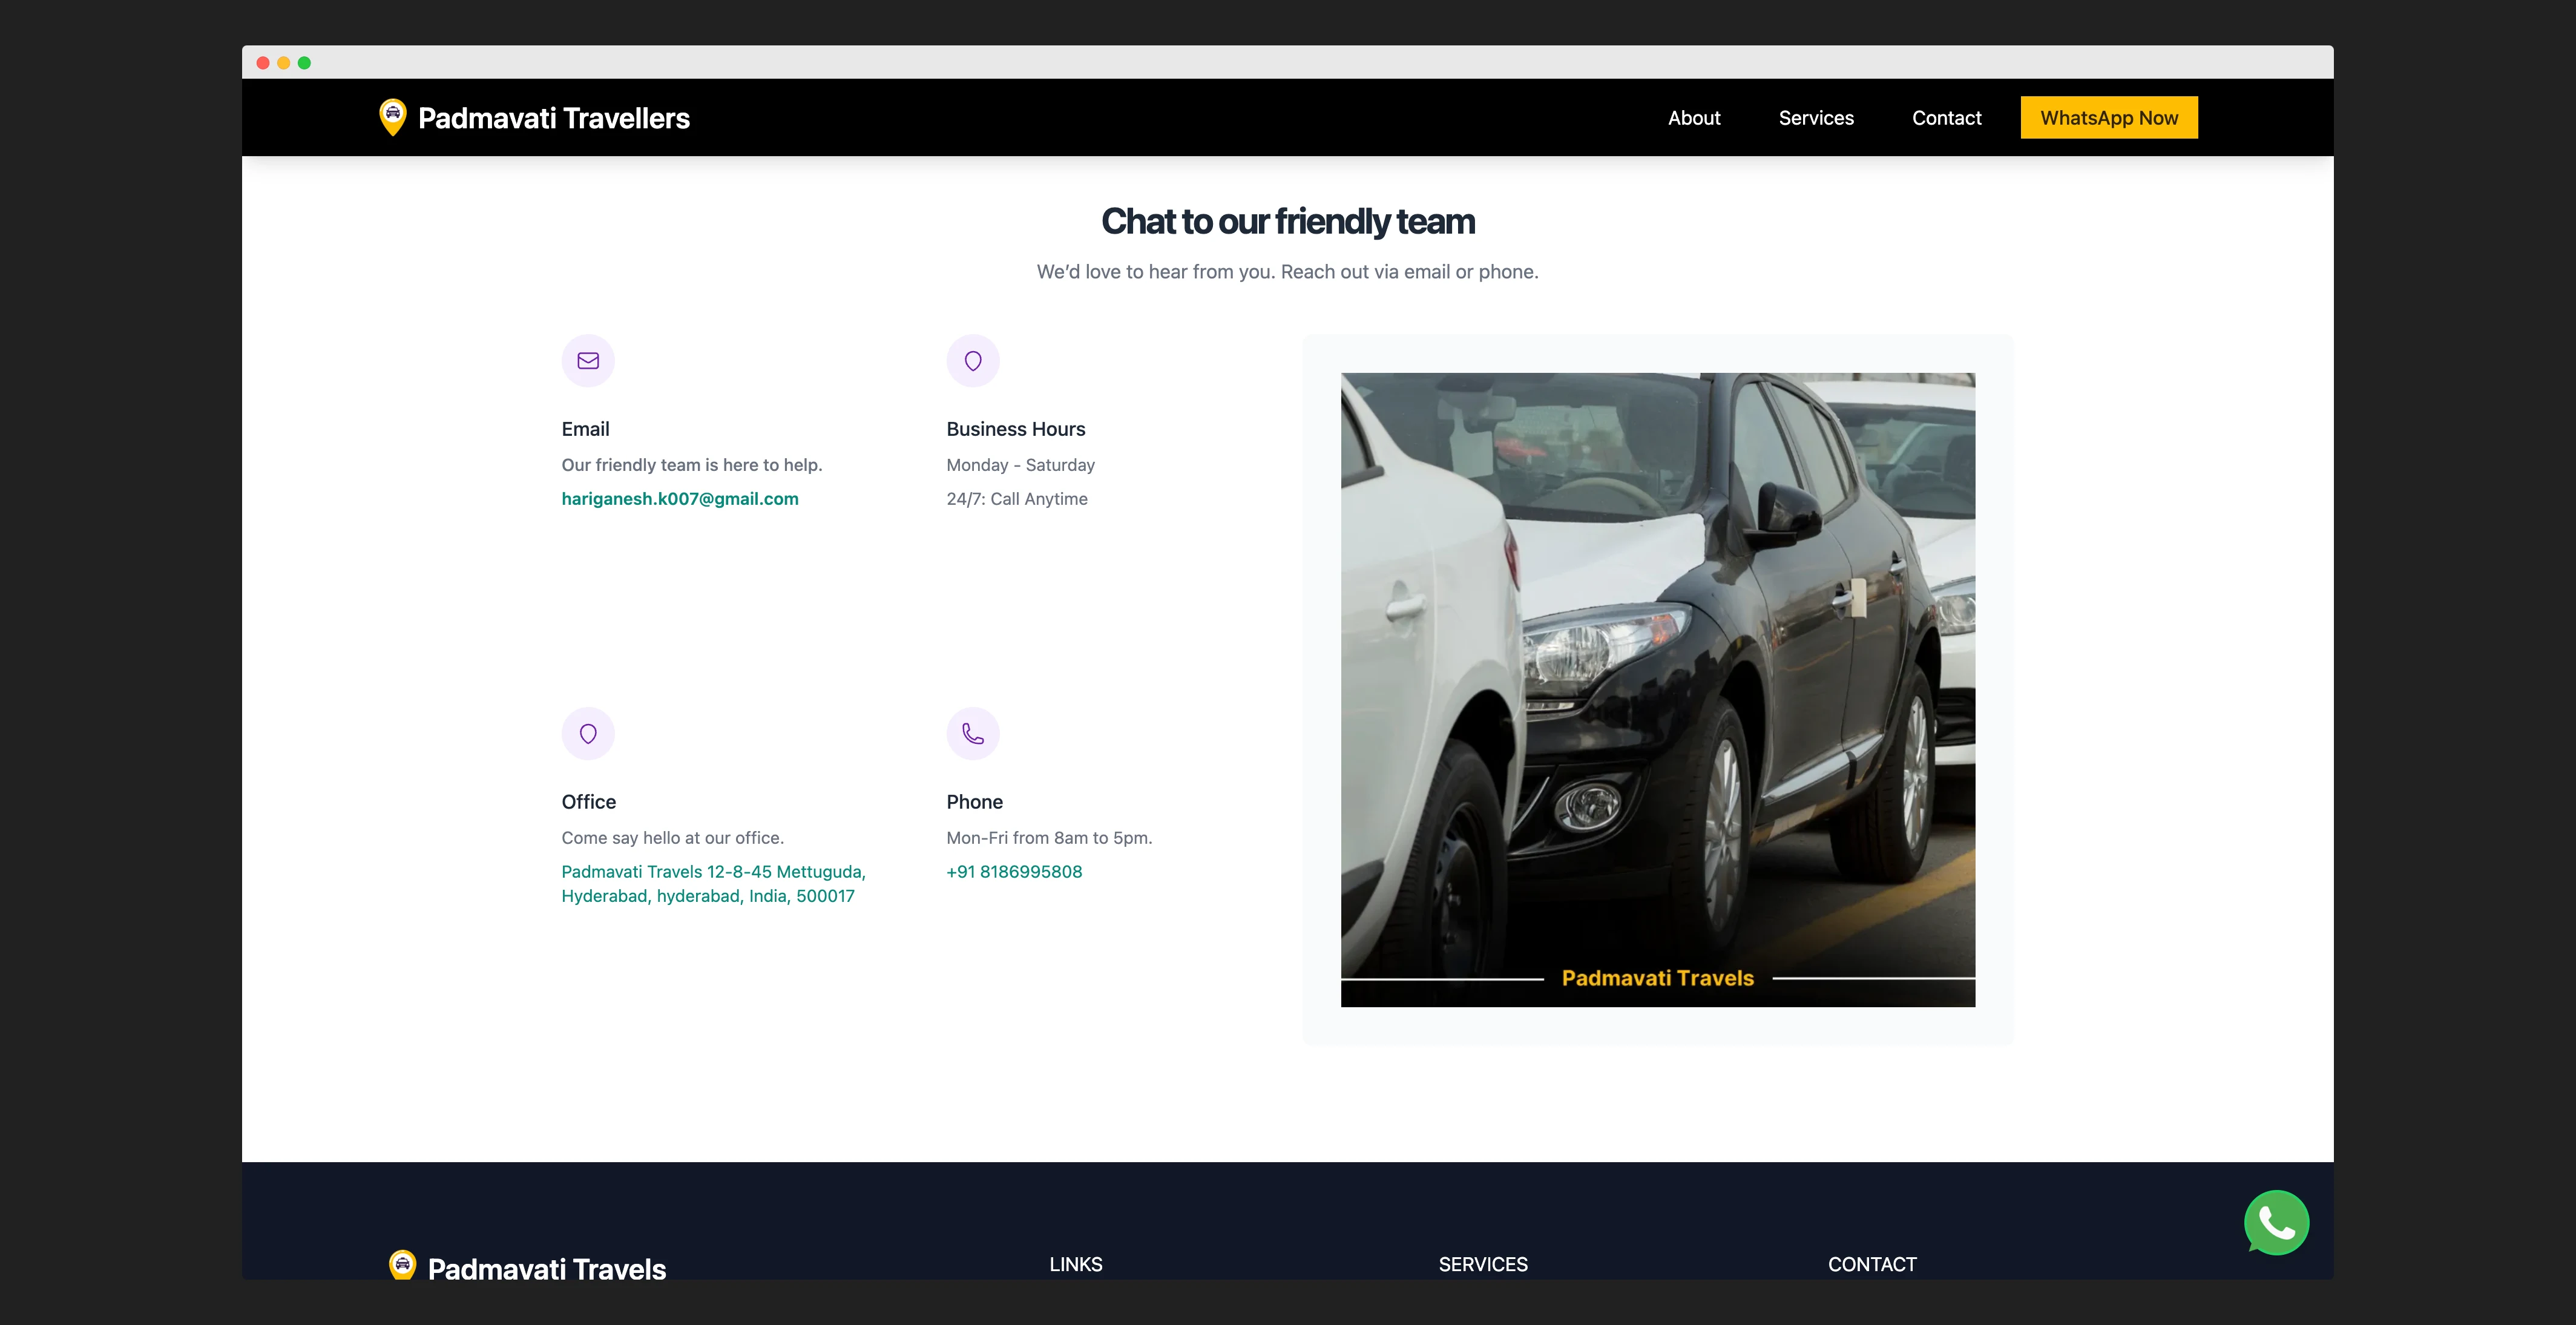 Padmavati Travellers
About
Services
Contact
WhatsApp Now
Chat to our friendly team
We’d love to hear from you. Reach out via email or phone.
Email
Our friendly team is here to help.
hariganesh.k007@gmail.com
Business Hours
Monday - Saturday
24/7: Call Anytime
Office
Come say hello at our office.
Padmavati Travels 12-8-45 Mettuguda,
Hyderabad, hyderabad, India, 500017
Phone
Mon-Fri from 8am to 5pm.
+91 8186995808
Padmavati Travels
Padmavati Travels
LINKS
SERVICES
CONTACT